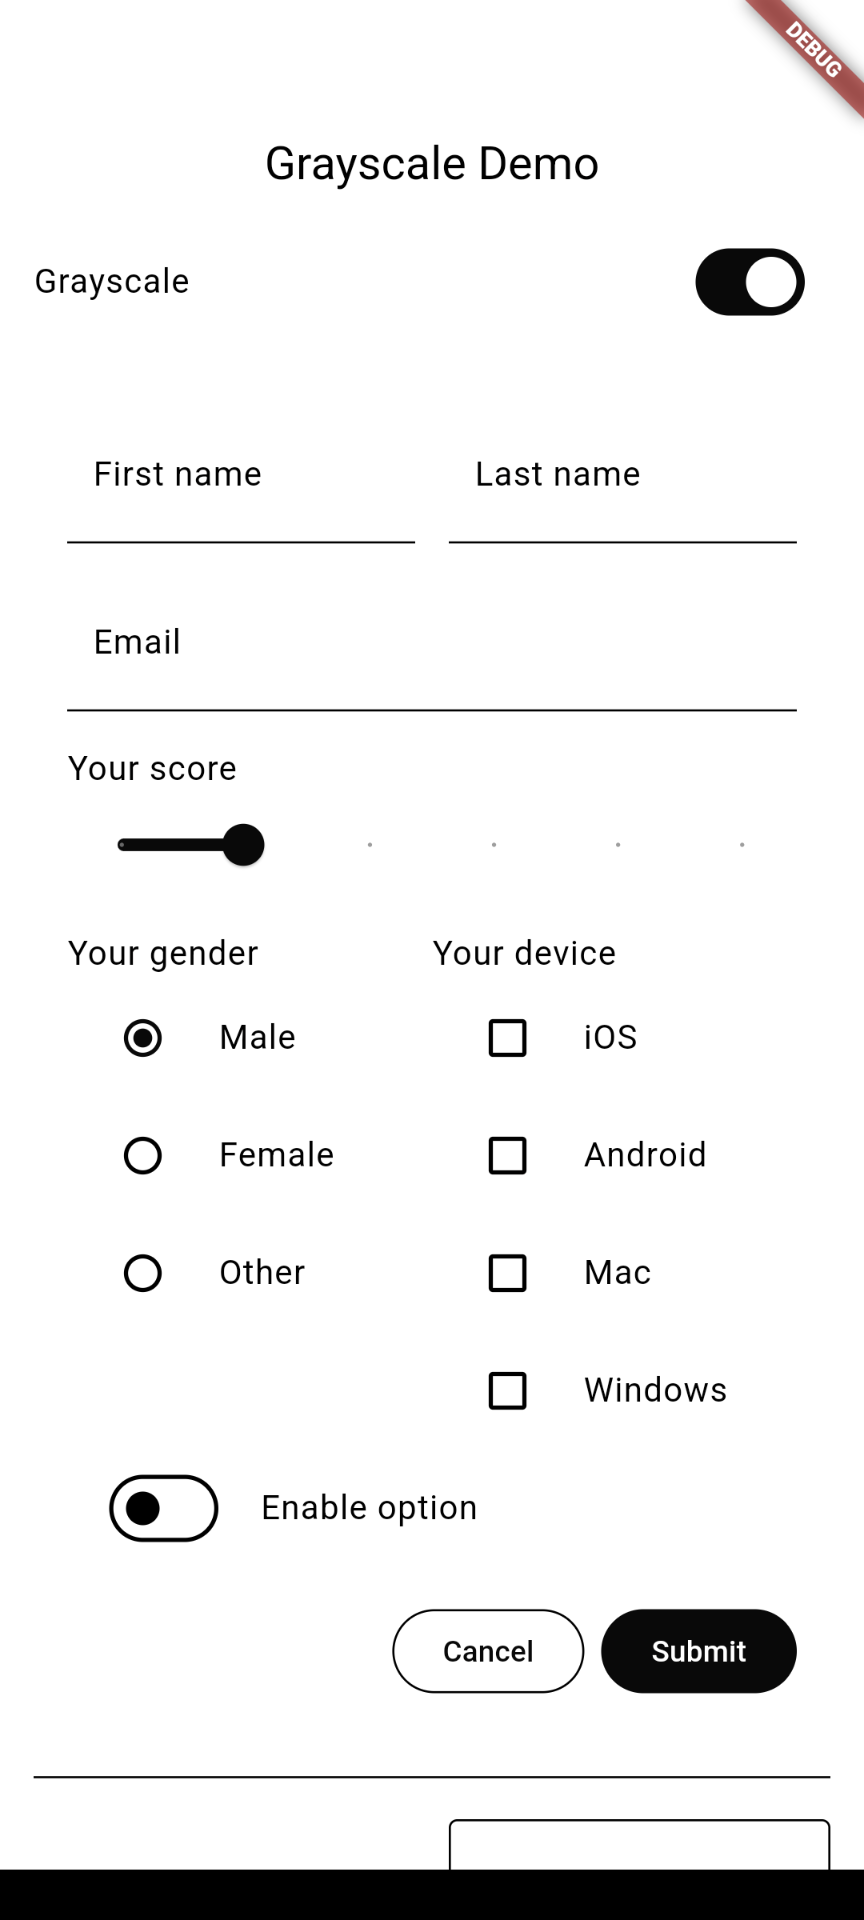 DEBUG
Grayscale Demo
Grayscale
First name Last name
Email
Your score
Your gender Your device
Male iOS
Female Android
Other Mac
Windows
Enable option
Cancel Submit